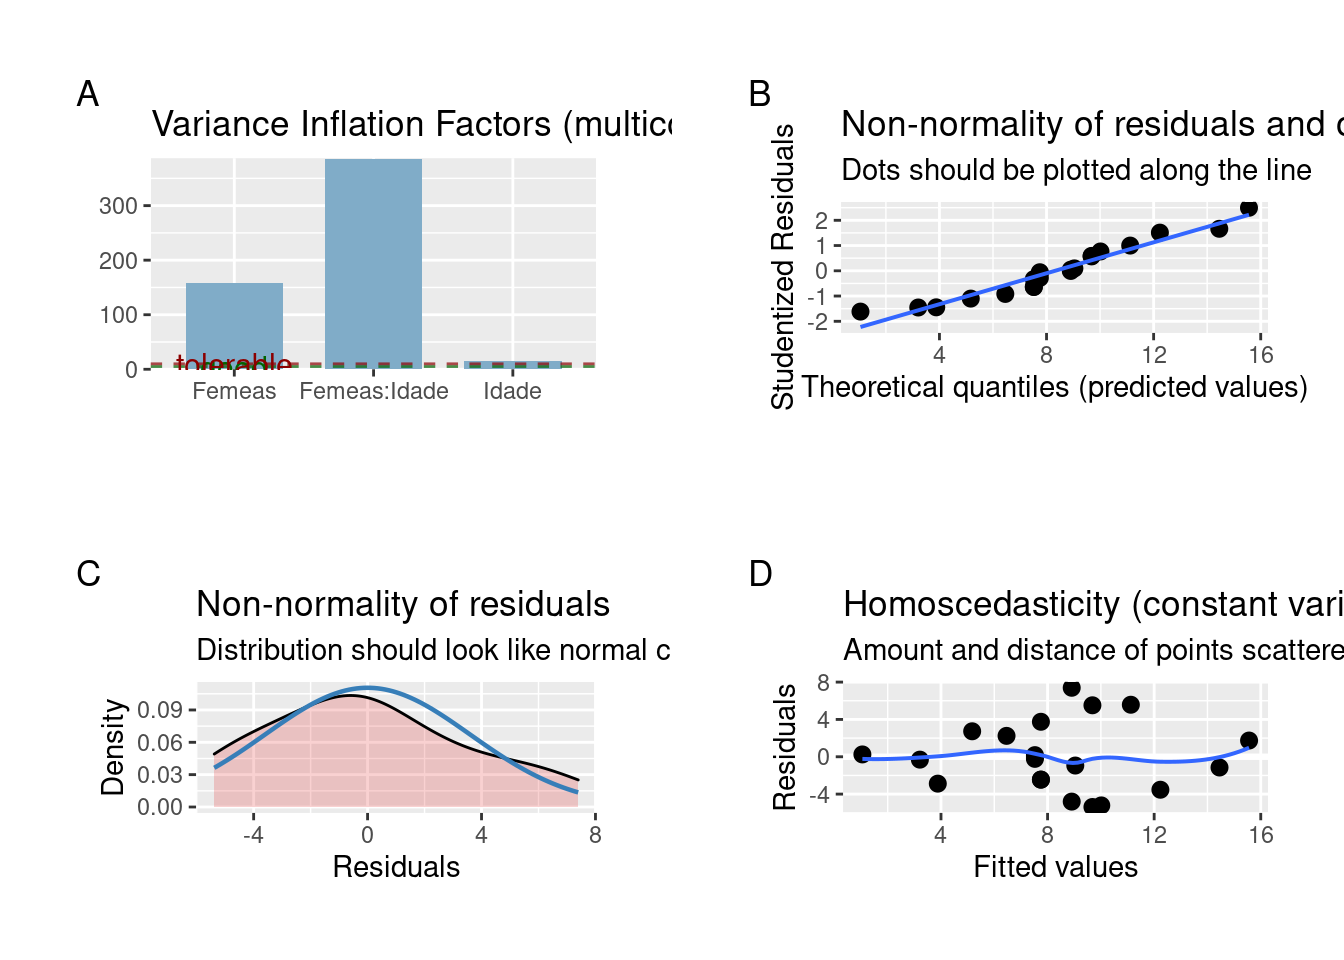 A
Variance Inflation Factors (multic
300
200
100
0
tolerable
Femeas
Femeas:Idade
Idade
B
Non-normality of residuals and
Dots should be plotted along the line
Studentized Residuals
2
1
0
-1
-2
4
8
12
16
Theoretical quantiles (predicted values)
C
Non-normality of residuals
Distribution should look like normal c
Density
0.09
0.06
0.03
0.00
-4
0
4
8
Residuals
D
Homoscedasticity (constant vari
Amount and distance of points scattere
Residuals
8
4
0
-4
4
8
12
16
Fitted values